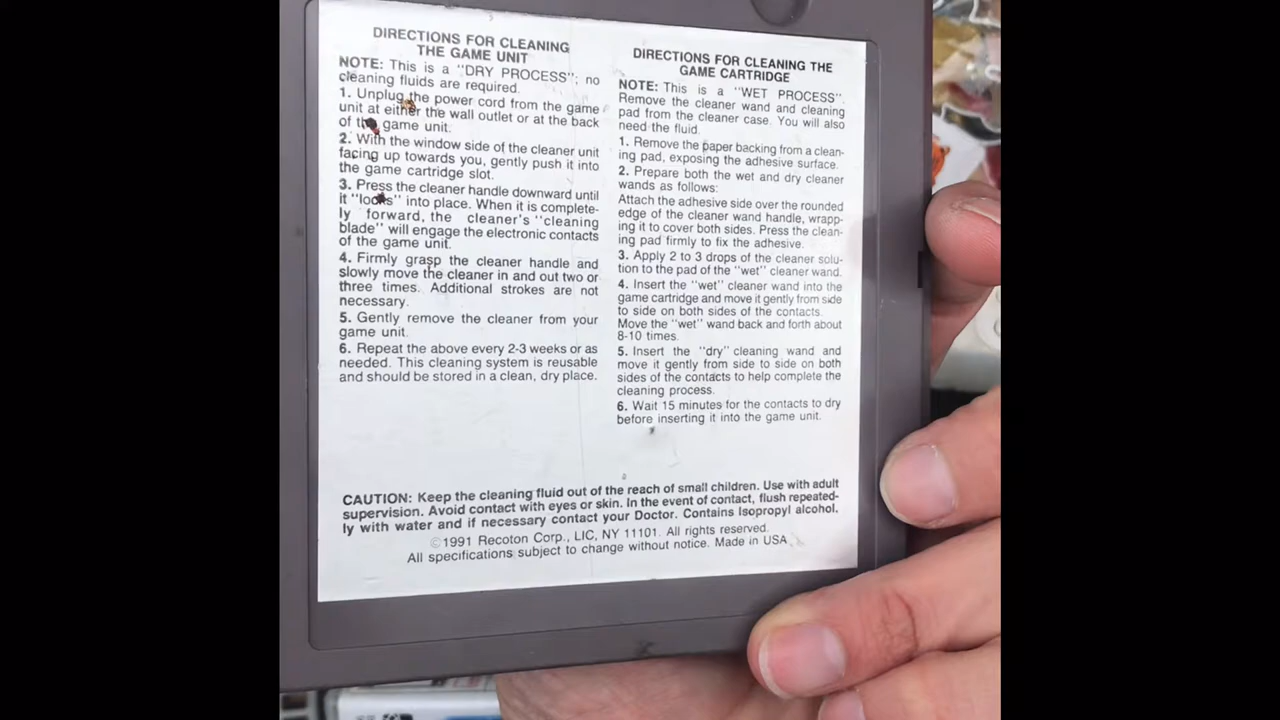 DIRECTIONS FOR CLEANING
THE GAME UNIT
NOTE: This is a "DRY PROCESS"; no
cleaning fluids are required.
1. Unplug the power cord from the game
unit at either the wall outlet or at the back
of the game unit.
2. With the window side of the cleaner unit
facing up towards you, gently push it into
the game cartridge slot.
3. Press the cleaner handle downward until
it "locks" into place. When it is complete-
ly forward, the cleaner's "cleaning
blade" will engage the electronic contacts
of the game unit.
4. Firmly grasp the cleaner handle and
slowly move the cleaner in and out two or
three times. Additional strokes are not
necessary.
5. Gently remove the cleaner from your
game unit.
6. Repeat the above every 2-3 weeks or as
needed. This cleaning system is reusable
and should be stored in a clean, dry place.
DIRECTIONS FOR CLEANING THE
GAME CARTRIDGE
NOTE: This is a "WET PROCESS".
Remove the cleaner wand and cleaning
pad from the cleaner case. You will also
need the fluid.
1. Remove the paper backing from a clean-
ing pad, exposing the adhesive surface.
2. Prepare both the wet and dry cleaner
wands as follows:
Attach the adhesive side over the rounded
edge of the cleaner wand handle, wrapp-
ing it to cover both sides. Press the clean-
ing pad firmly to fix the adhesive.
3. Apply 2 to 3 drops of the cleaner solu-
tion to the pad of the "wet" cleaner wand.
4. Insert the "wet" cleaner wand into the
game cartridge and move it gently from side
to side on both sides of the contacts.
Move the "wet" wand back and forth about
8-10 times.
5. Insert the "dry" cleaning wand and
move it gently from side to side on both
sides of the contacts to help complete the
cleaning process.
6. Wait 15 minutes for the contacts to dry
before inserting it into the game unit.
CAUTION: Keep the cleaning fluid out of the reach of small children. Use with adult
supervision. Avoid contact with eyes or skin. In the event of contact, flush repeated-
ly with water and if necessary contact your Doctor. Contains Isopropyl alcohol.
©1991 Recoton Corp., LIC, NY 11101. All rights reserved.
All specifications subject to change without notice. Made in USA